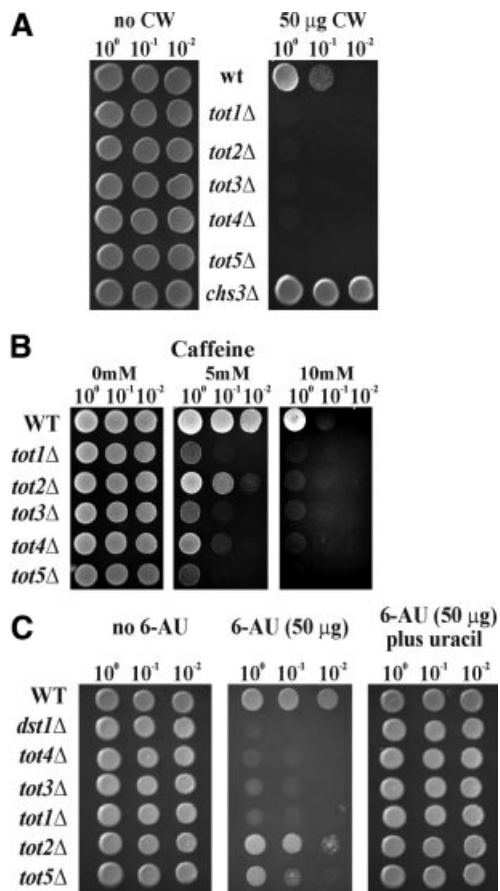 A
no CW 50 µg CW
10⁰ 10⁻¹ 10⁻² 10⁰ 10⁻¹ 10⁻²
wt
tot1Δ
tot2Δ
tot3Δ
tot4Δ
tot5Δ
chs3Δ
B
Caffeine
0mM 5mM 10mM
10⁰ 10⁻¹ 10⁻² 10⁰ 10⁻¹ 10⁻² 10⁰ 10⁻¹ 10⁻²
WT
tot1Δ
tot2Δ
tot3Δ
tot4Δ
tot5Δ
C
no 6-AU 6-AU (50 µg) 6-AU (50 µg)
plus uracil
10⁰ 10⁻¹ 10⁻² 10⁰ 10⁻¹ 10⁻² 10⁰ 10⁻¹ 10⁻²
WT
dst1Δ
tot4Δ
tot3Δ
tot1Δ
tot2Δ
tot5Δ